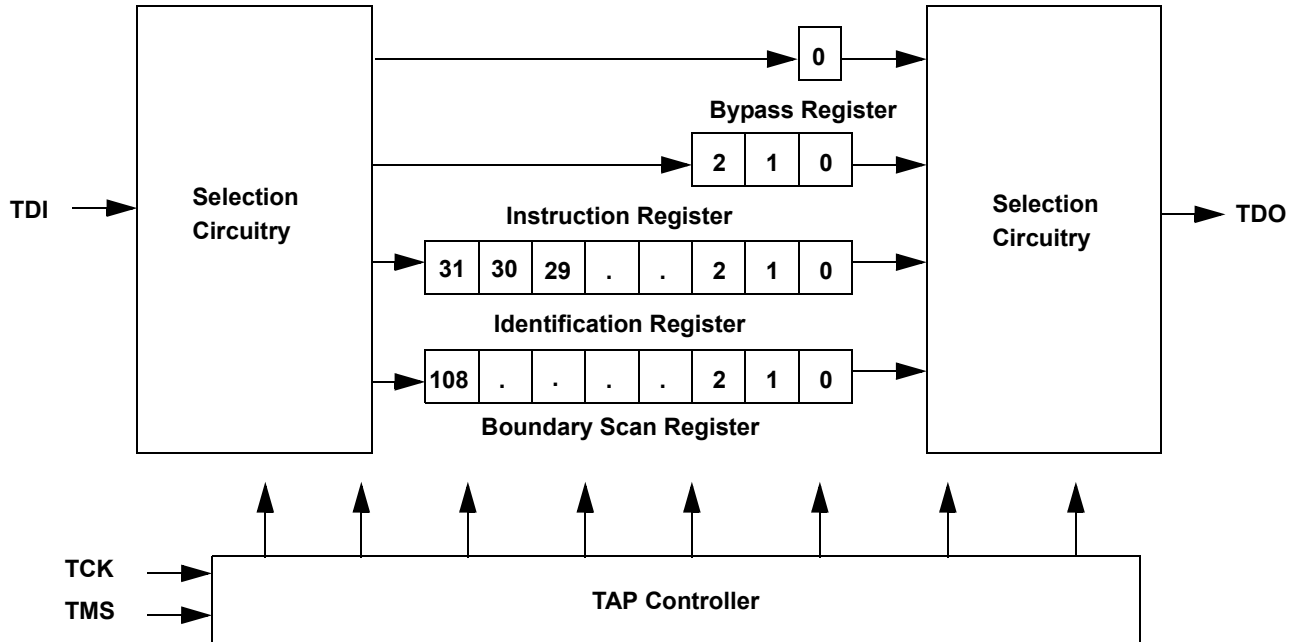 0
Bypass Register
2 1 0
Selection
Circuitry
TDI
Selection
Circuitry
TDO
Instruction Register
31 30 29 . . 2 1 0
Identification Register
108 . . . . 2 1 0
Boundary Scan Register
TCK
TMS
TAP Controller